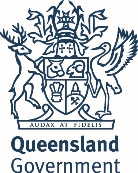 AUDAX AT FIDELIS
Queensland
Government